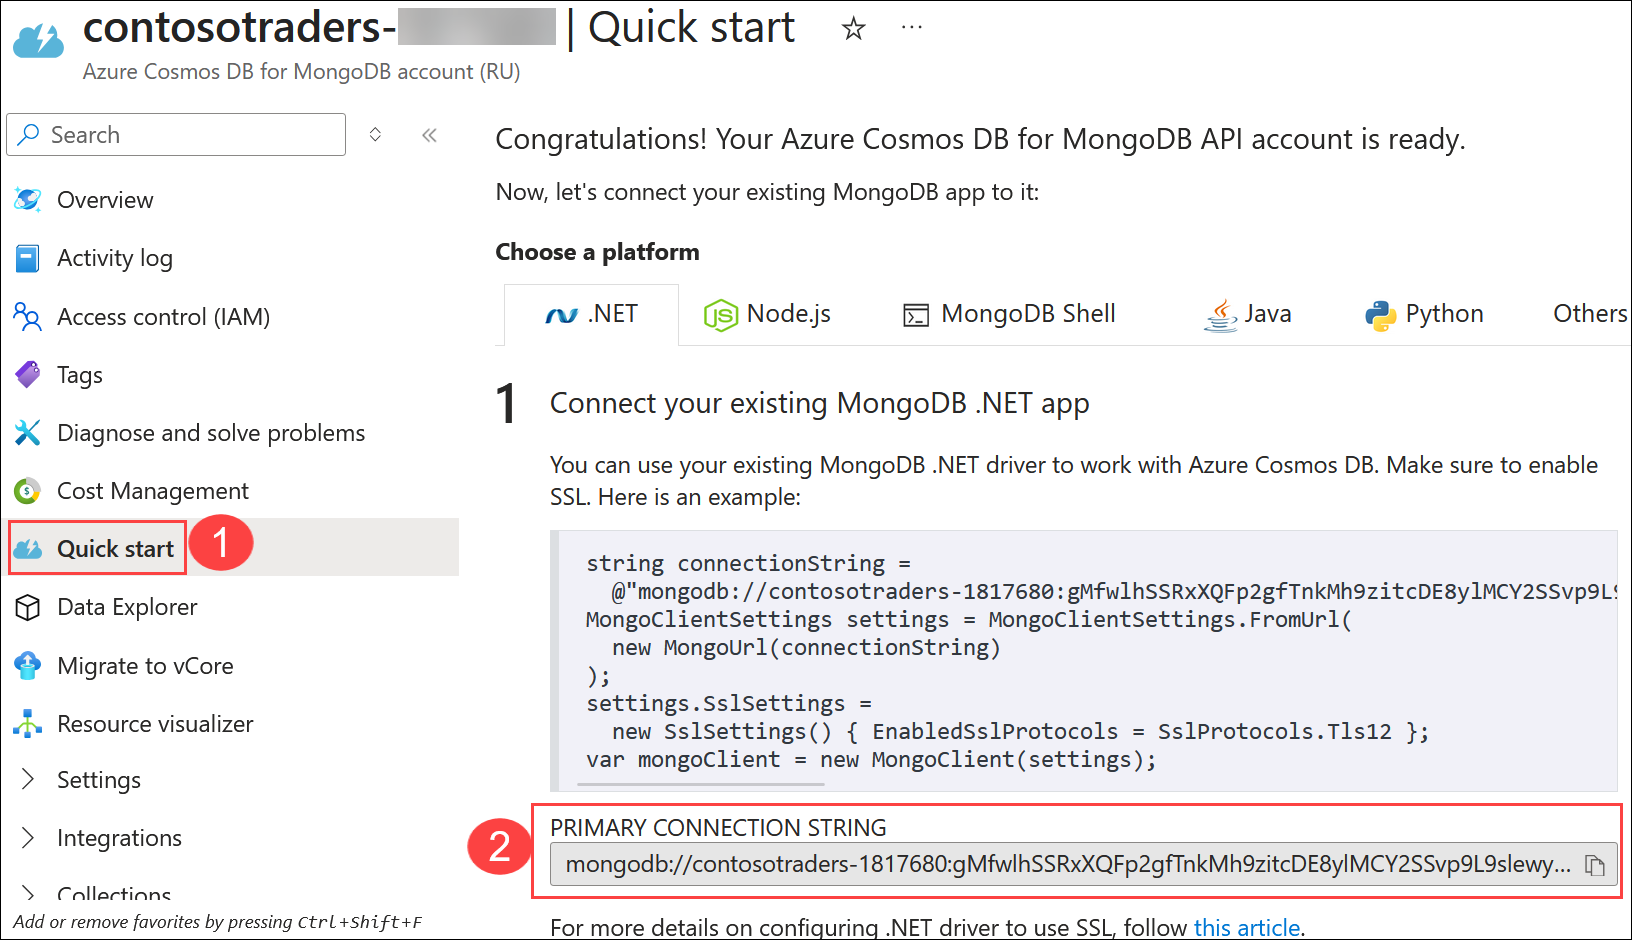 contosotraders- | Quick start ☆ ...
Azure Cosmos DB for MongoDB account (RU)
Search
Overview
Activity log
Access control (IAM)
Tags
Diagnose and solve problems
Cost Management
Quick start
1
Data Explorer
Migrate to vCore
Resource visualizer
Settings
Integrations
Collections
Add or remove favorites by pressing Ctrl+Shift+F
Congratulations! Your Azure Cosmos DB for MongoDB API account is ready.
Now, let's connect your existing MongoDB app to it:
Choose a platform
.NET
Node.js
MongoDB Shell
Java
Python
Others
1 Connect your existing MongoDB .NET app
You can use your existing MongoDB .NET driver to work with Azure Cosmos DB. Make sure to enable
SSL. Here is an example:
string connectionString =
@"mongodb://contosotraders-1817680:gMfwlhSSRxXQFp2gfTnkMh9zitcDE8ylMCY2SSvp9L9
MongoClientSettings settings = MongoClientSettings.FromUrl(
new MongoUrl(connectionString)
);
settings.SslSettings =
new SslSettings() { EnabledSslProtocols = SslProtocols.Tls12 };
var mongoClient = new MongoClient(settings);
2
PRIMARY CONNECTION STRING
mongodb://contosotraders-1817680:gMfwlhSSRxXQFp2gfTnkMh9zitcDE8ylMCY2SSvp9L9slewy...
For more details on configuring .NET driver to use SSL, follow this article.